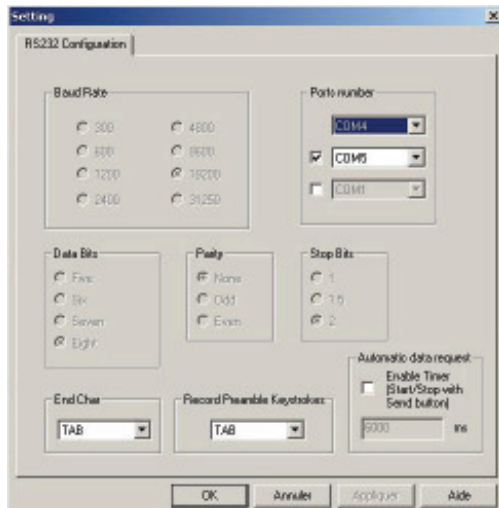 Setting
RS232 Configuration
Baud Rate
300
4800
600
9600
1200
19200
2400
31250
Ports number
COM4
COM5
COM1
Data Bits
Five
Six
Seven
Eight
Parity
None
Odd
Even
Stop Bits
1
1.5
2
Automatic data request
Enable Timer
(Start/Stop with
Send button)
6000 ms
End Char
TAB
Record Preamble Keystrokes
TAB
OK
Annuler
Appliquer
Aide